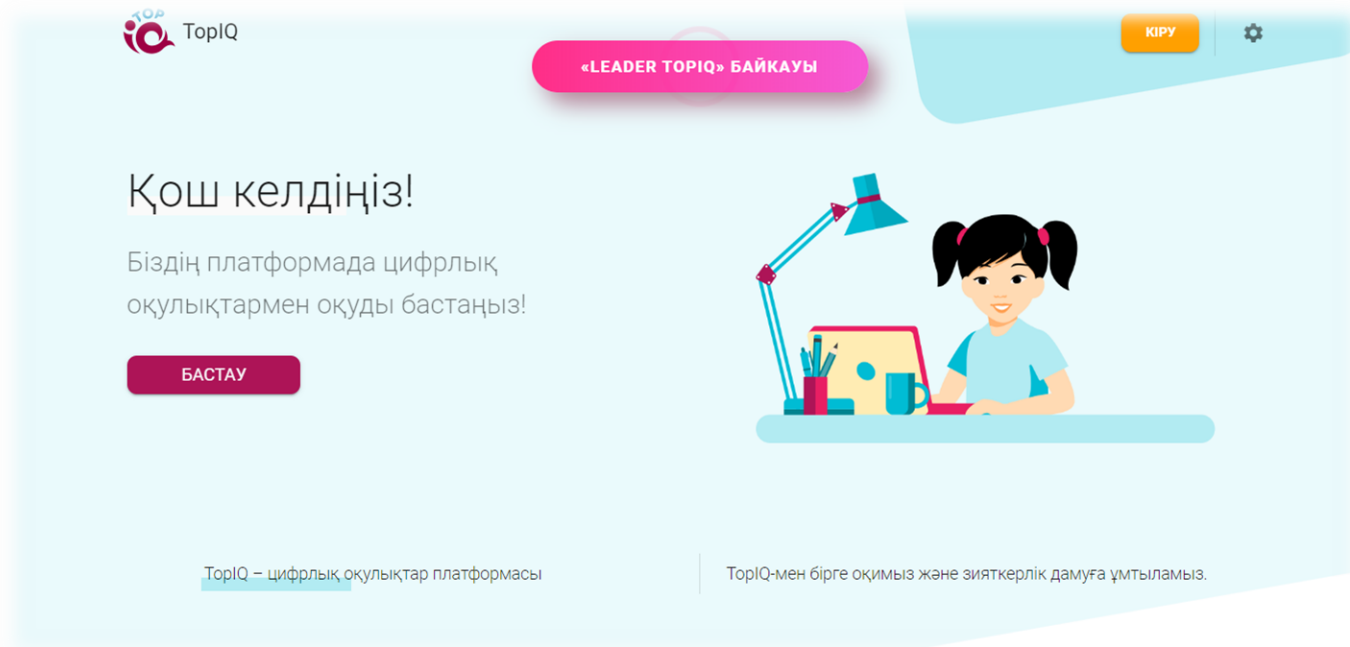 TOP
TopIQ
«LEADER TOPIQ» БАЙКАУЫ
КІРУ
Қош келдіңіз!
Біздің платформада цифрлық
оқулықтармен оқуды бастаңыз!
БАСТАУ
TopIQ – цифрлық оқулықтар платформасы
TopIQ-мен бірге оқимыз және зияткерлік дамуға ұмтыламыз.